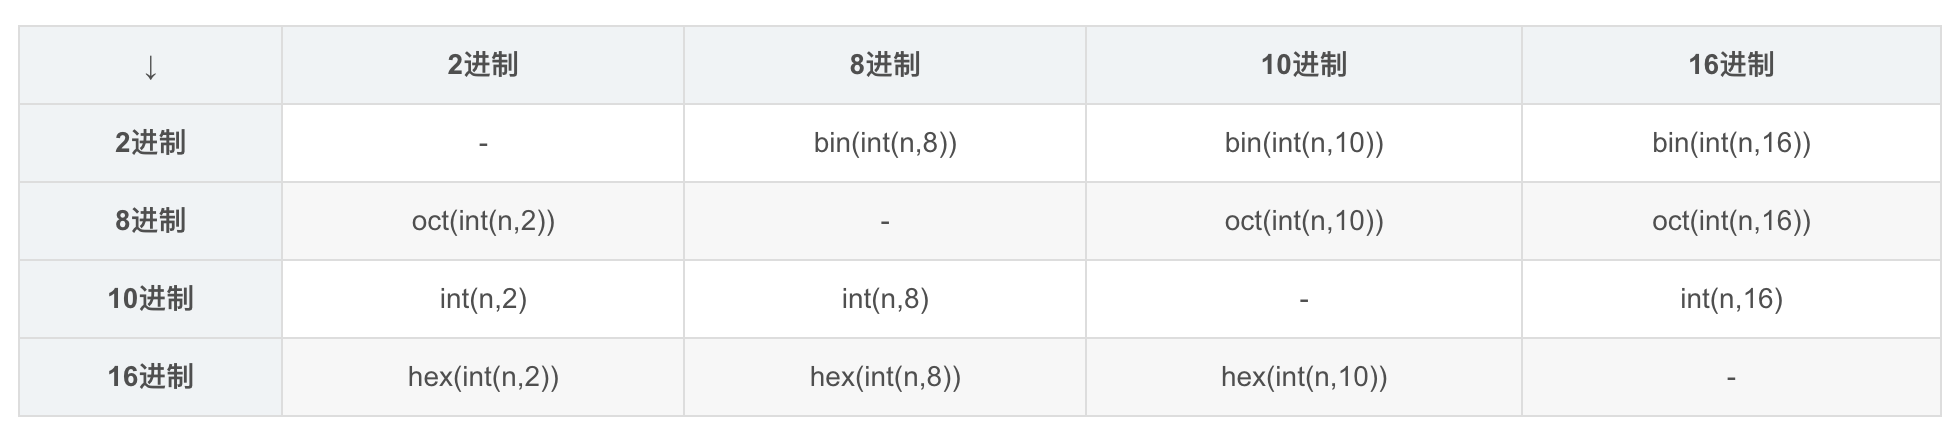 ↓ 2进制 8进制 10进制 16进制
2进制 - bin(int(n,8)) bin(int(n,10)) bin(int(n,16))
8进制 oct(int(n,2)) - oct(int(n,10)) oct(int(n,16))
10进制 int(n,2) int(n,8) - int(n,16)
16进制 hex(int(n,2)) hex(int(n,8)) hex(int(n,10)) -